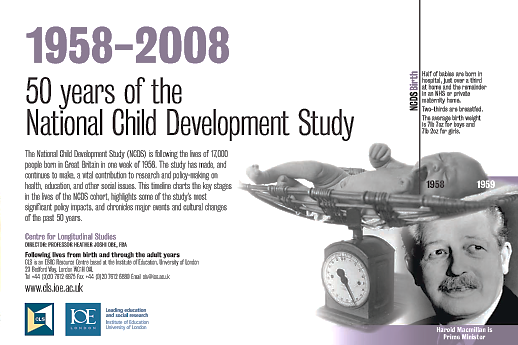 1958–2008
50 years of the
National Child Development Study
The National Child Development Study (NCDS) is following the lives of 17,000
people born in Great Britain in one week of 1958. The study has made, and
continues to make, a vital contribution to research and policy-making on
health, education, and other social issues. This timeline charts the key stages
in the lives of the NCDS cohort, highlights some of the study's most
significant policy impacts, and chronicles major events and cultural changes
of the past 50 years.
Centre for Longitudinal Studies
DIRECTOR: PROFESSOR HEATHER JOSHI OBE, FBA
Following lives from birth and through the adult years
CLS is an ESRC Resource Centre based at the Institute of Education, University of London
20 Bedford Way, London WC1H 0AL
Tel +44 (0)20 7612 6875 Fax +44 (0)20 7612 6880 Email
www.cls.ioe.ac.uk
CLS
IOE
LONDON
Leading education
and social research
Institute of Education
University of London
NCDS Birth
Half of babies are born in
hospital, just over a third
at home and the remainder
in an NHS or private
maternity home.
Two-thirds are breastfed.
The average birth weight
is 7lb 7oz for boys and
7lb 2oz for girls.
1958
1959
Harold Macmillan is
Prime Minister